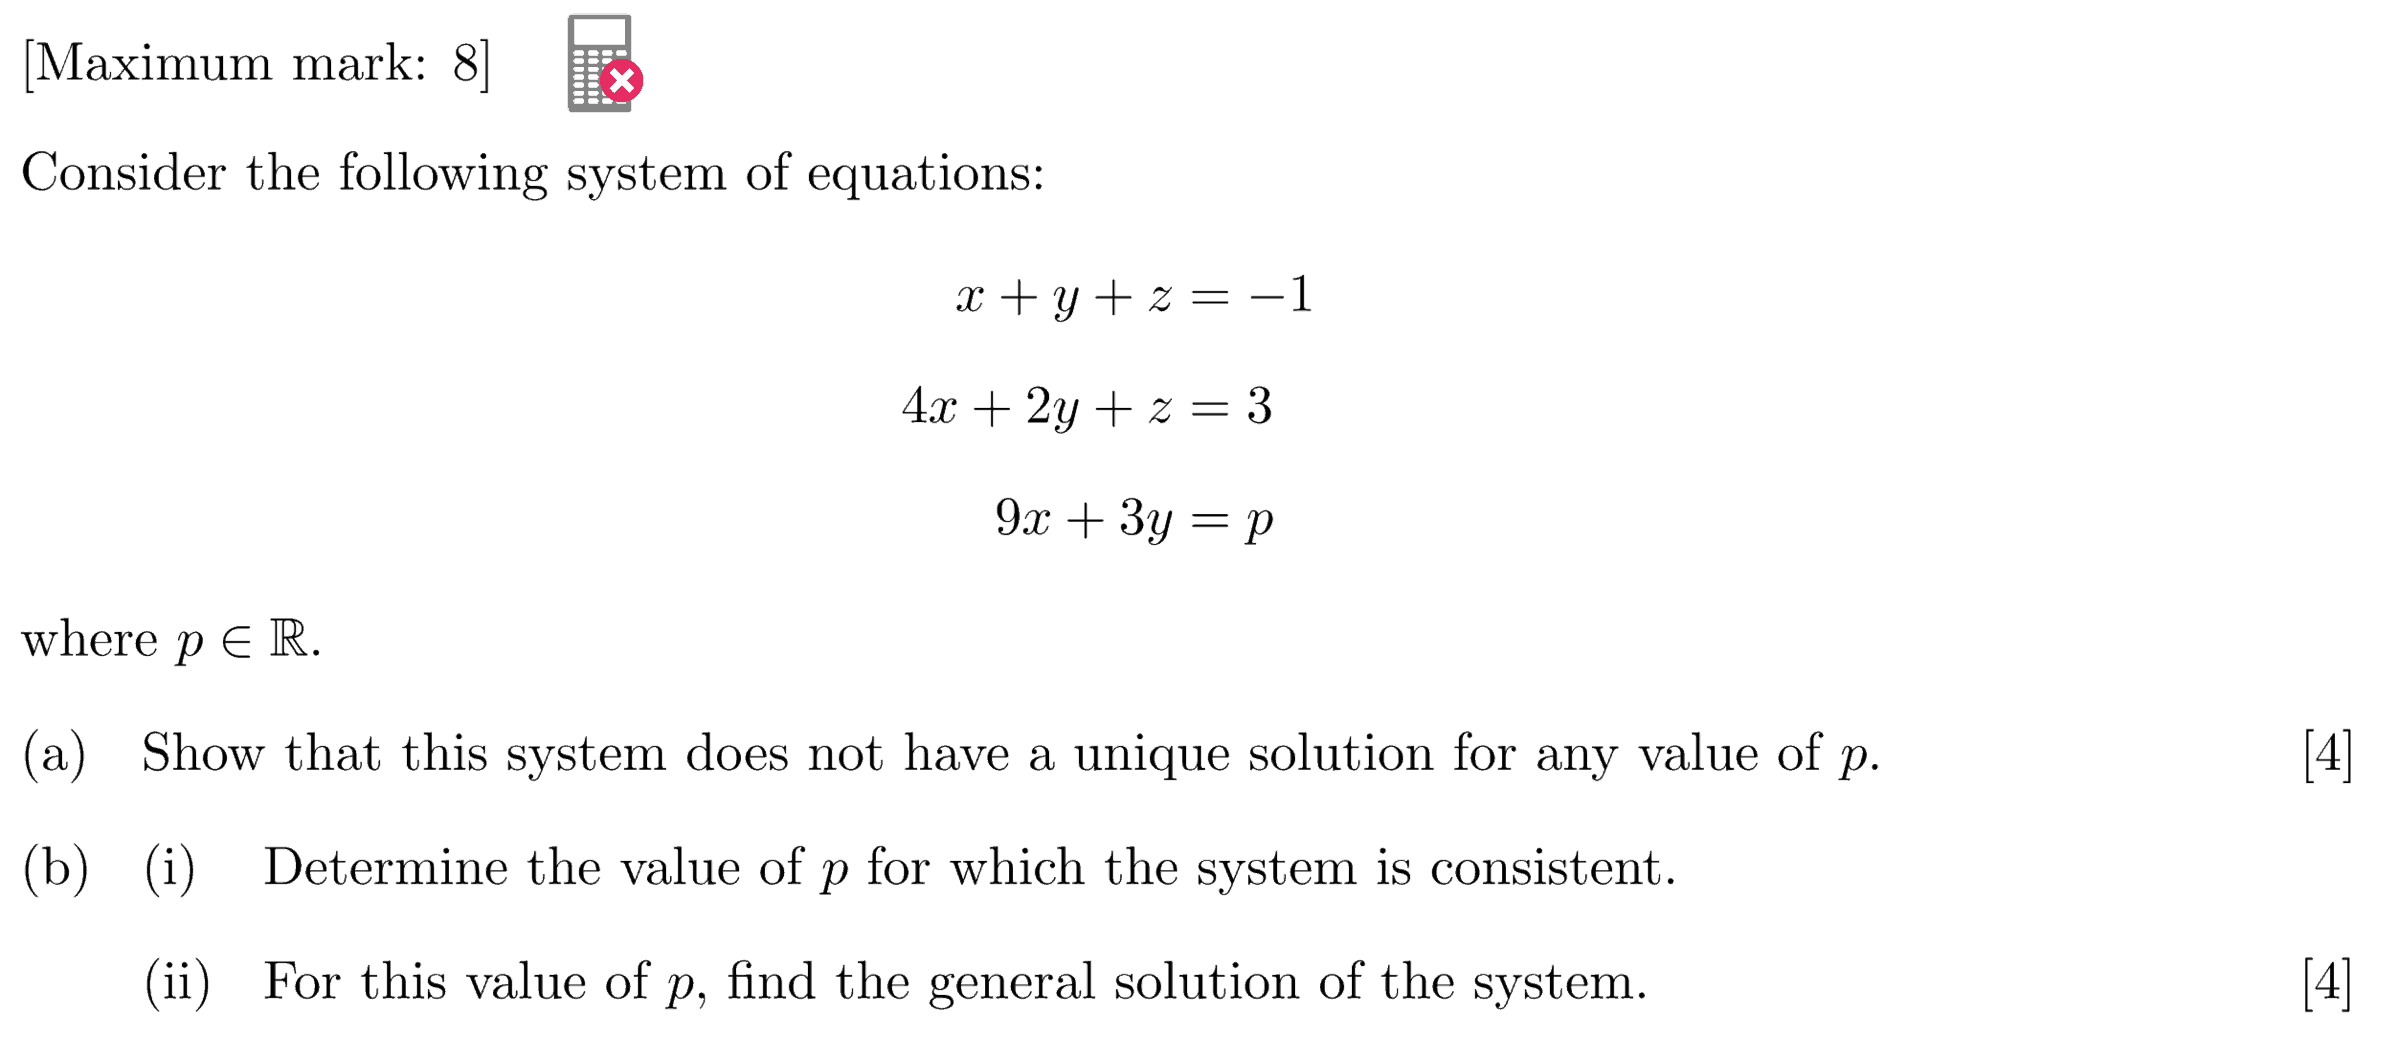 [Maximum mark: 8]
Consider the following system of equations:
x + y + z = −1
4x + 2y + z = 3
9x + 3y = p
where p ∈ ℝ.
(a) Show that this system does not have a unique solution for any value of p. [4]
(b) (i) Determine the value of p for which the system is consistent.
(ii) For this value of p, find the general solution of the system. [4]